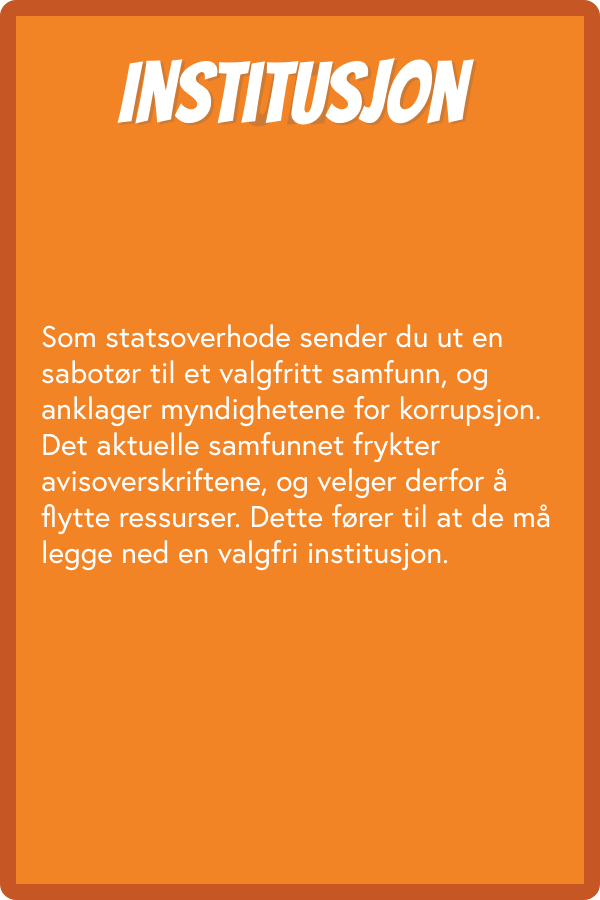 INSTITUSJON
Som statsoverhode sender du ut en
sabotør til et valgfritt samfunn, og
anklager myndighetene for korrupsjon.
Det aktuelle samfunnet frykter
avisoverskriftene, og velger derfor å
flytte ressurser. Dette fører til at de må
legge ned en valgfri institusjon.